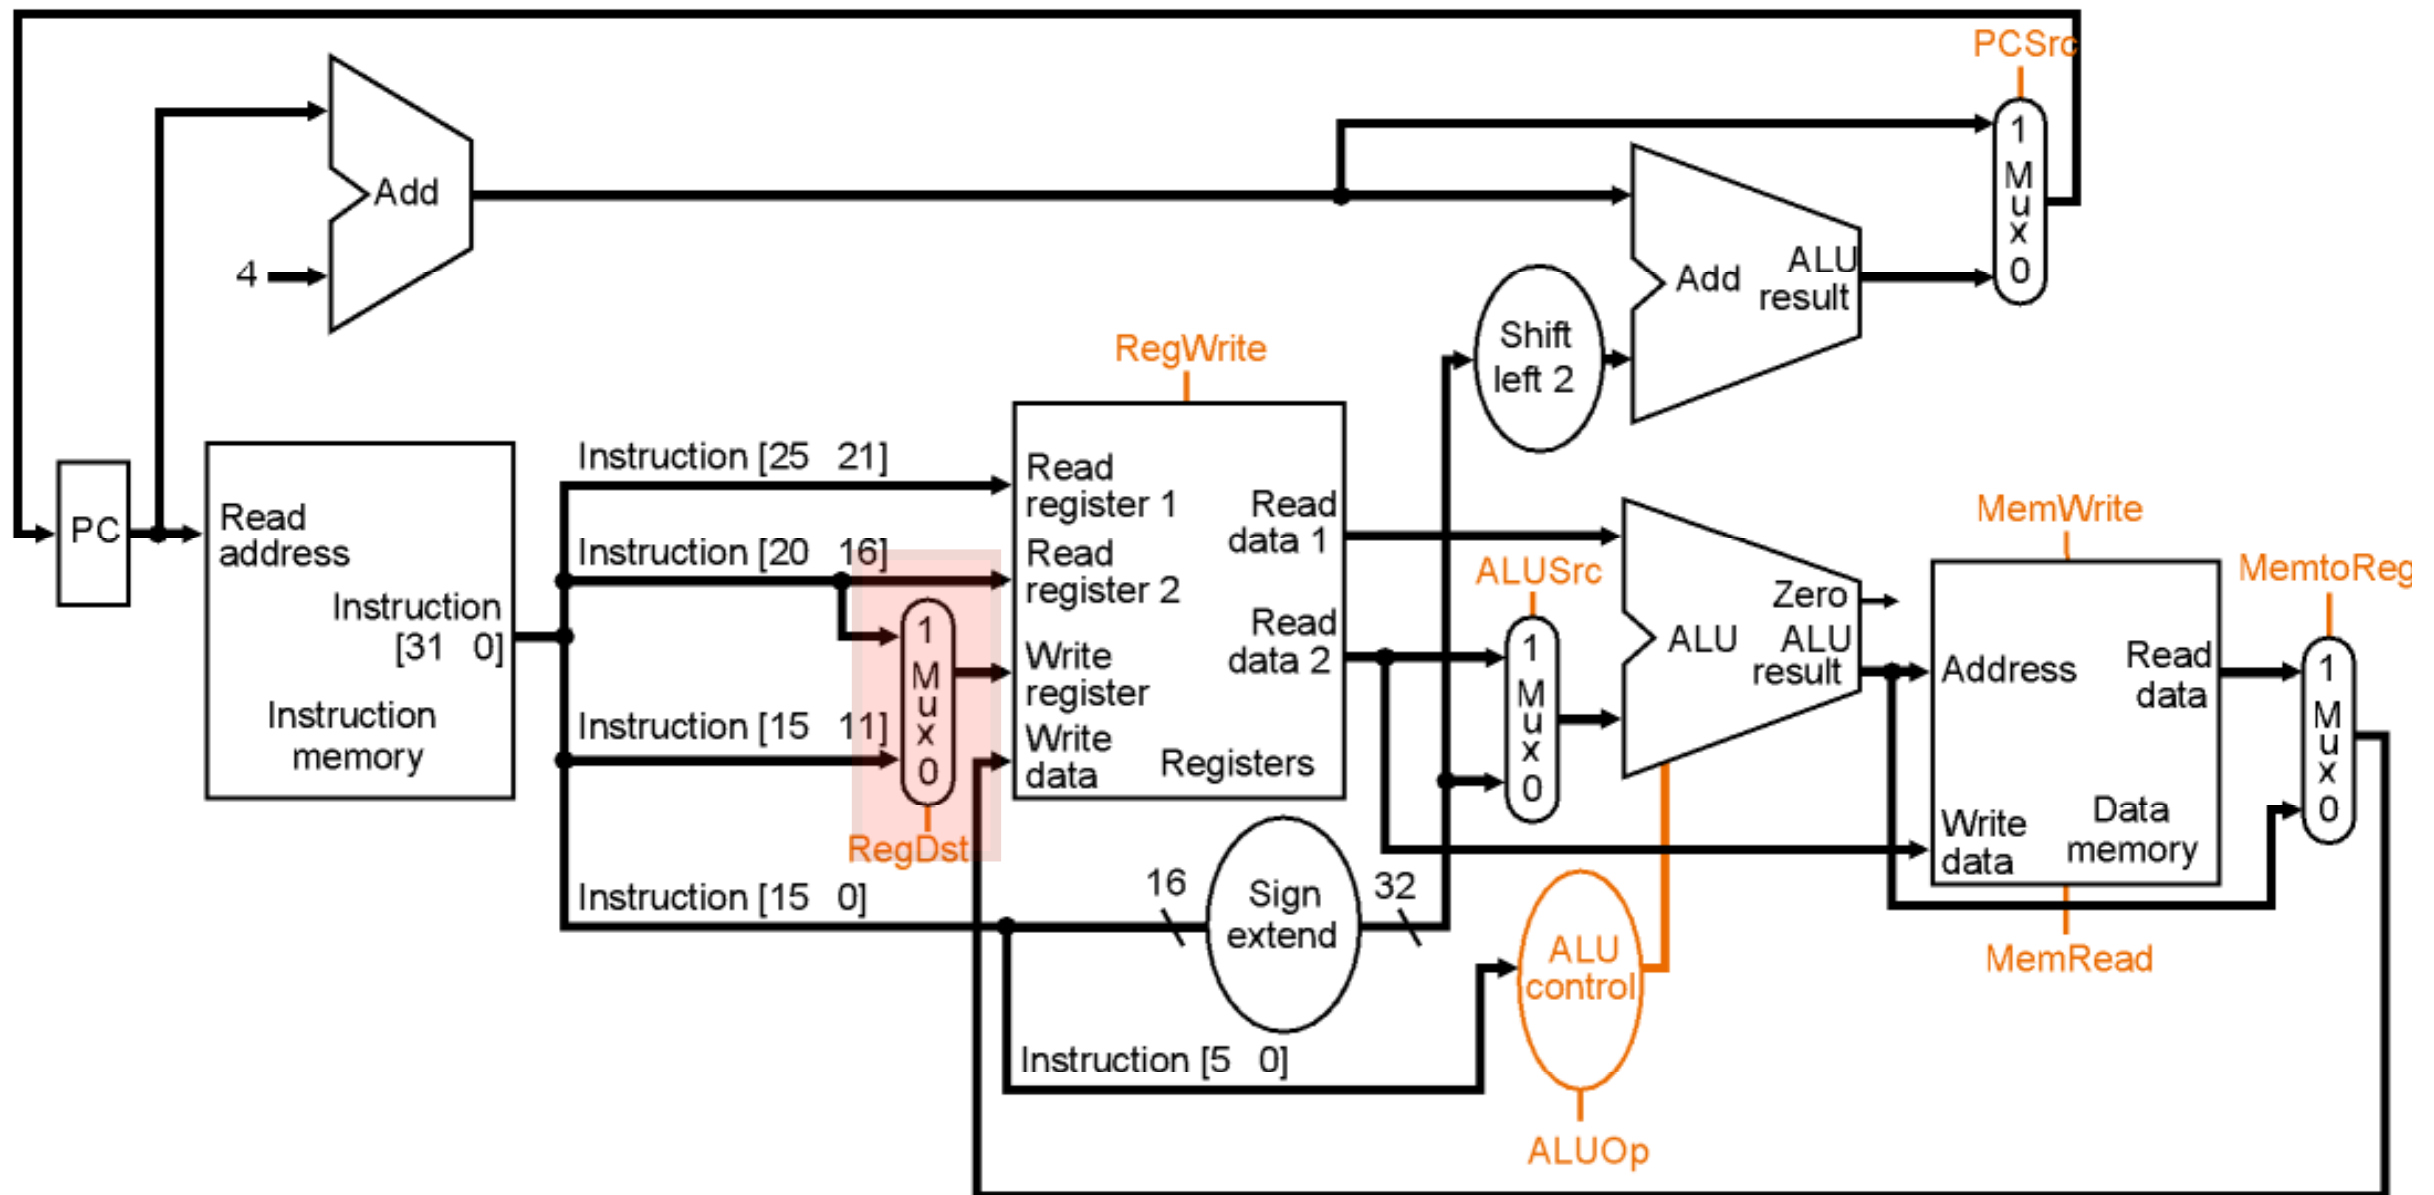 PCSrc
1
M
u
x
0
Add
4
Add
ALU
result
Shift
left 2
RegWrite
PC
Read
address
Instruction
[31 0]
Instruction
memory
Instruction [25 21]
Instruction [20 16]
Instruction [15 11]
Instruction [15 0]
1
M
u
x
0
RegDst
Read
register 1
Read
register 2
Write
register
Write
data
Read
data 1
Read
data 2
Registers
16
Sign
extend
32
Instruction [5 0]
ALUSrc
1
M
u
x
0
Zero
ALU
ALU
result
ALU
control
ALUOp
MemWrite
Address
Read
data
Write
data
Data
memory
MemRead
MemtoReg
1
M
u
x
0